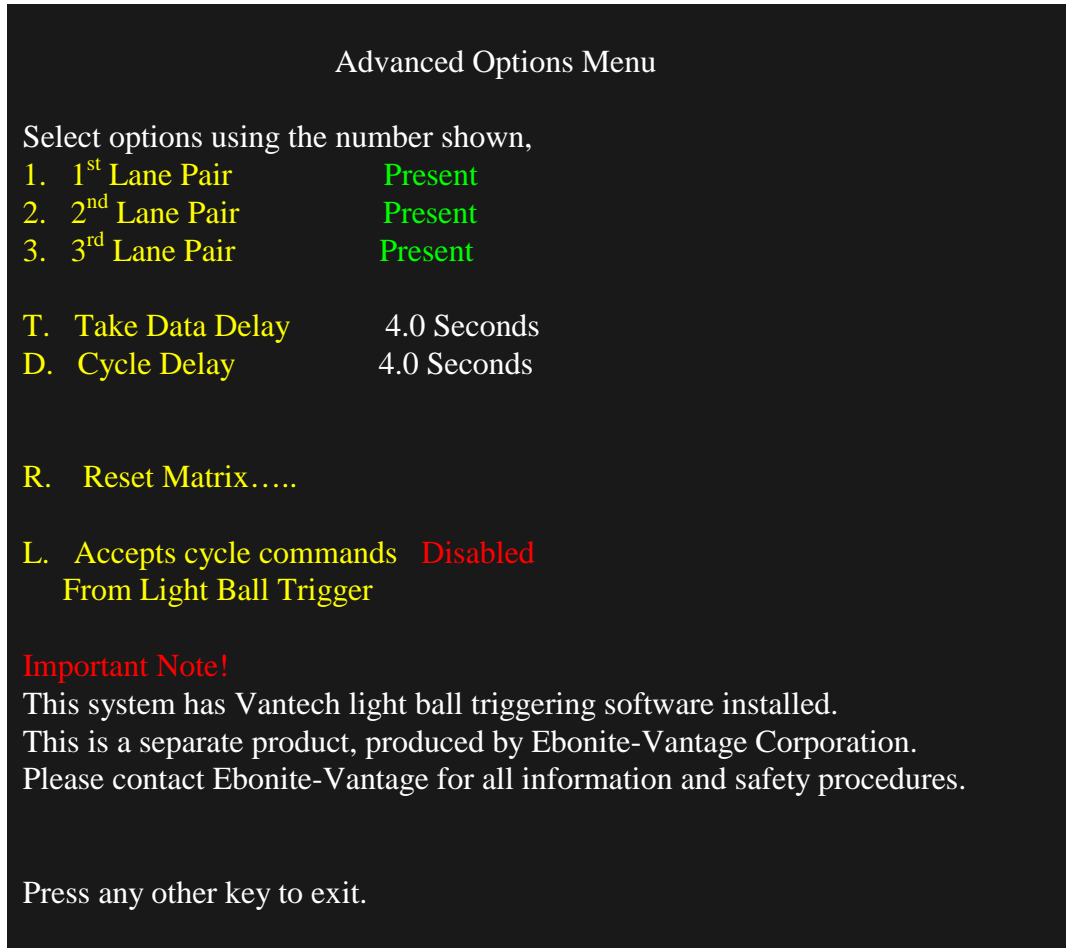 Advanced Options Menu
Select options using the number shown,
1. 1st Lane Pair Present
2. 2nd Lane Pair Present
3. 3rd Lane Pair Present
T. Take Data Delay 4.0 Seconds
D. Cycle Delay 4.0 Seconds
R. Reset Matrix…..
L. Accepts cycle commands Disabled
From Light Ball Trigger
Important Note!
This system has Vantech light ball triggering software installed.
This is a separate product, produced by Ebonite-Vantage Corporation.
Please contact Ebonite-Vantage for all information and safety procedures.
Press any other key to exit.